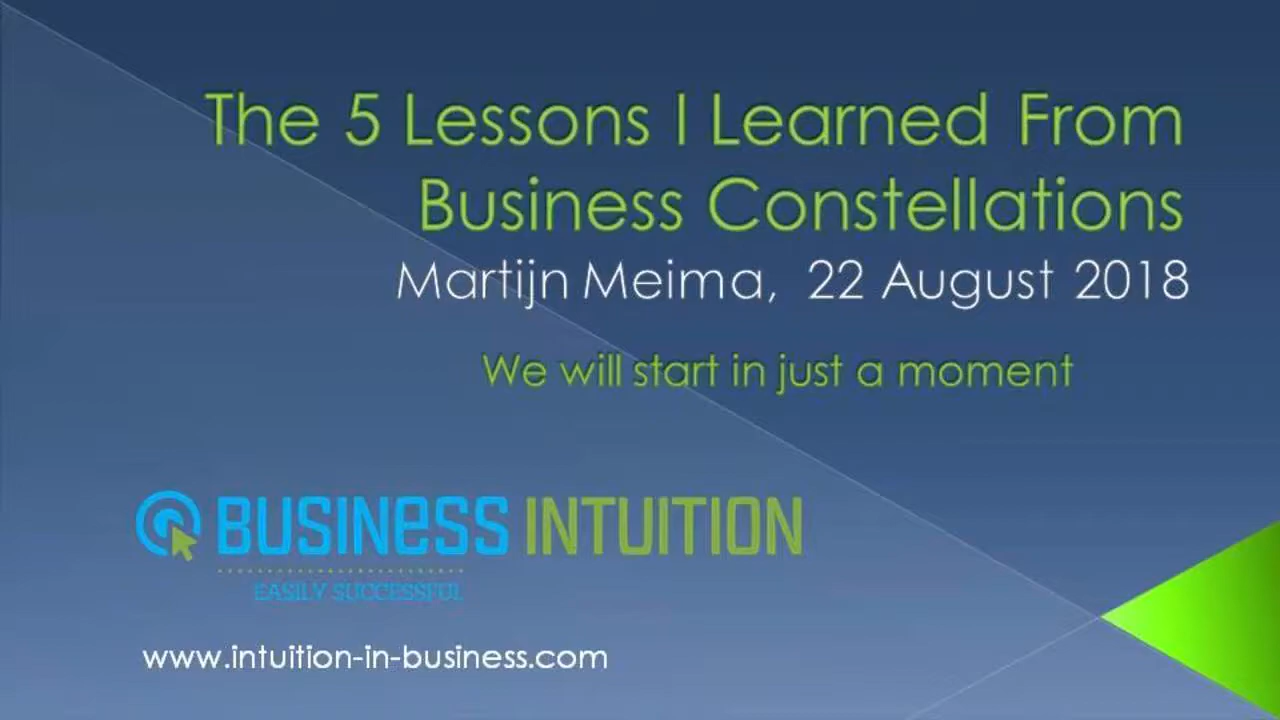 The 5 Lessons I Learned From
Business Constellations
Martijn Meima, 22 August 2018
We will start in just a moment
BUSINESS INTUITION
EASILY SUCCESSFUL
www.intuition-in-business.com